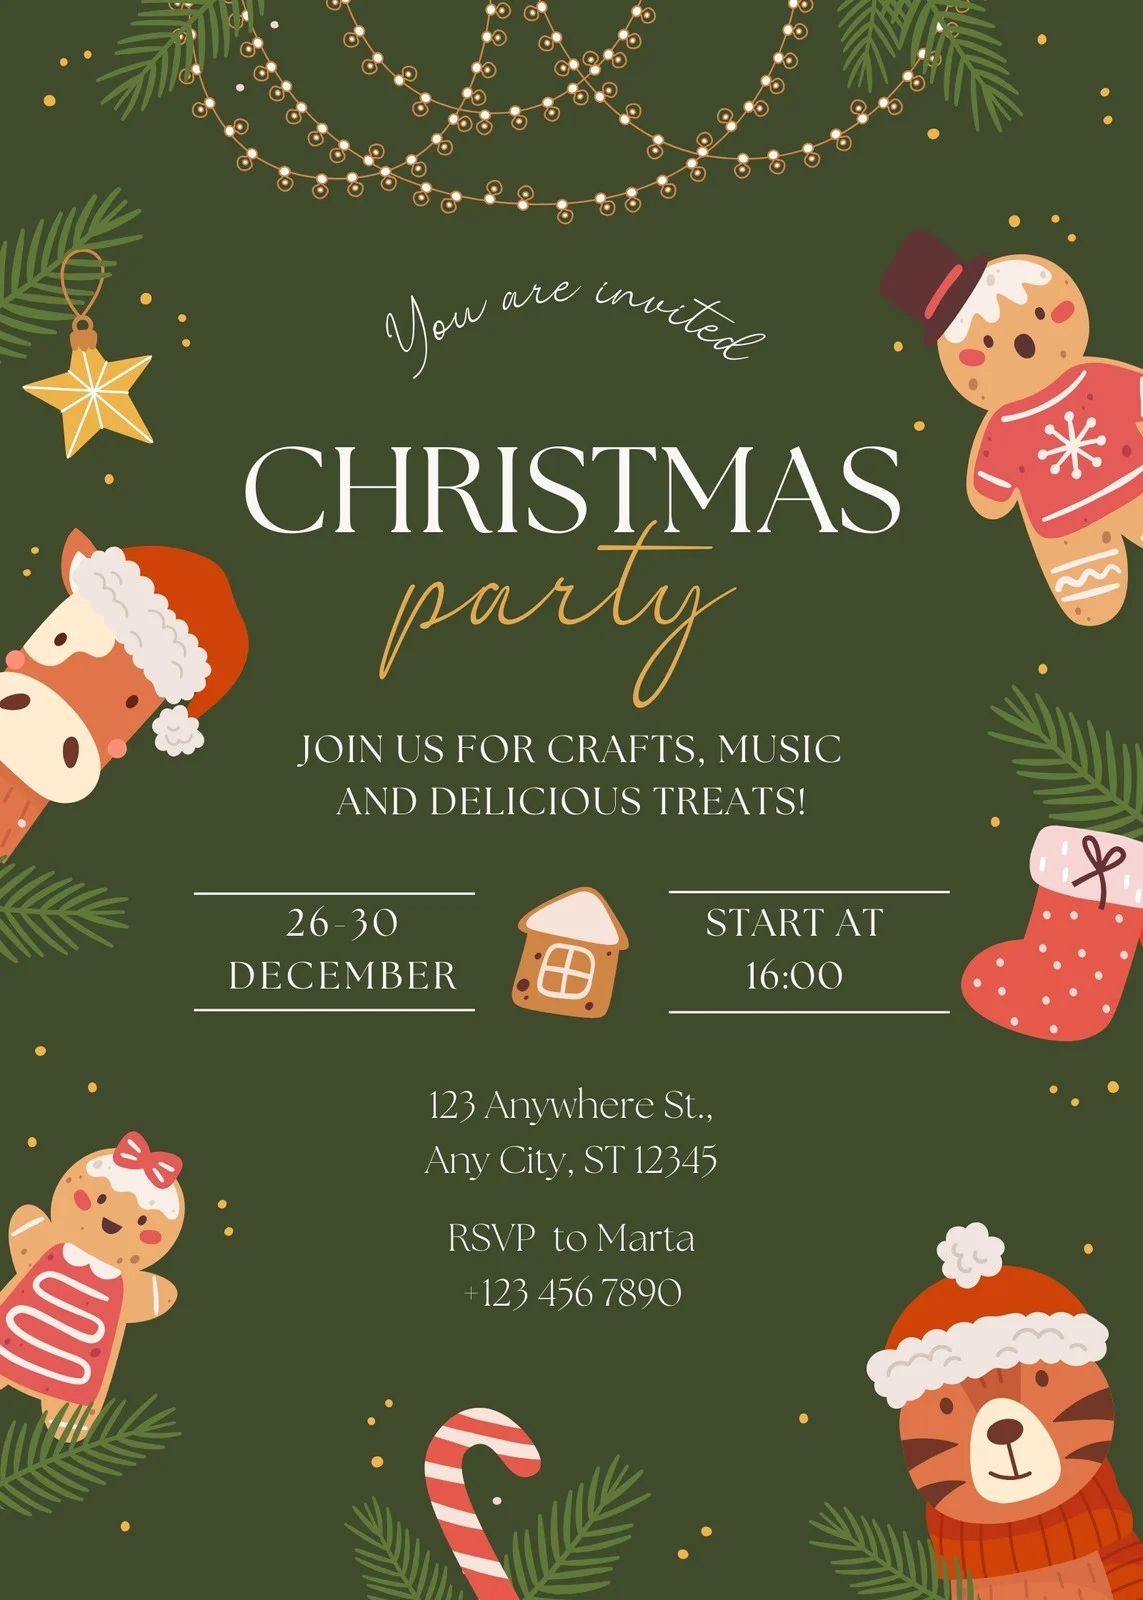 You are invited
CHRISTMAS
party
JOIN US FOR CRAFTS, MUSIC
AND DELICIOUS TREATS!
26-30
DECEMBER
START AT
16:00
123 Anywhere St.,
Any City, ST 12345
RSVP to Marta
+123 456 7890